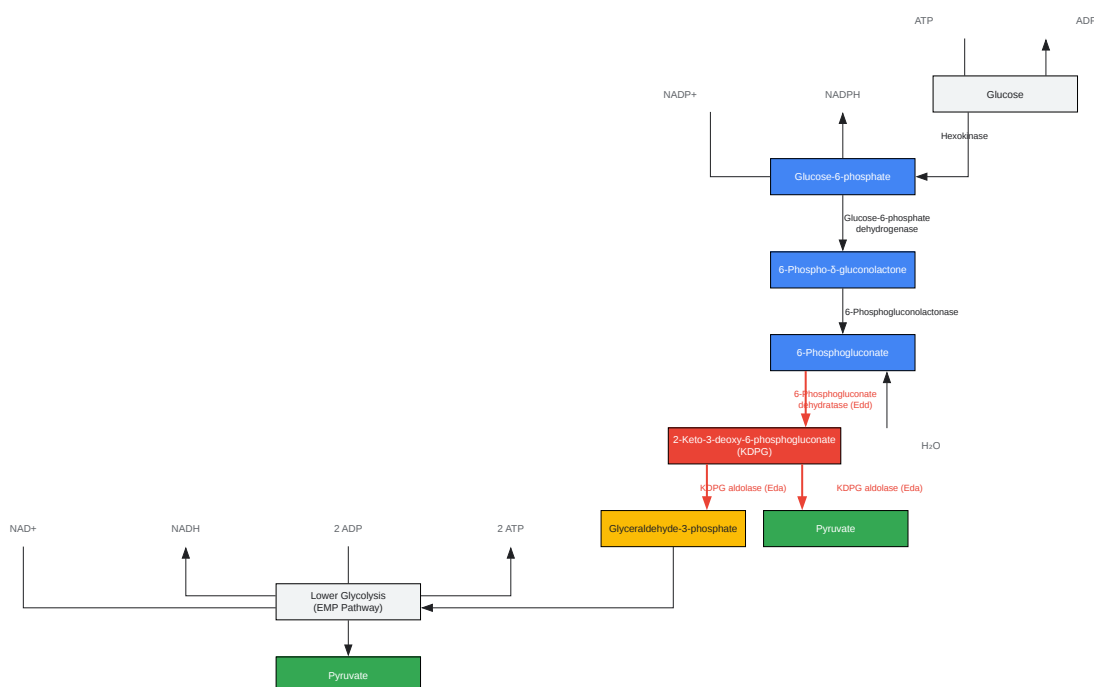 ATP
ADP
NADP+
NADPH
Glucose
Hexokinase
Glucose-6-phosphate
Glucose-6-phosphate
dehydrogenase
6-Phospho-δ-gluconolactone
6-Phosphogluconolactonase
6-Phosphogluconate
6-Phosphogluconate
dehydratase (Edd)
2-Keto-3-deoxy-6-phosphogluconate
(KDPG)
H₂O
KDPG aldolase (Eda)
KDPG aldolase (Eda)
NAD+
NADH
2 ADP
2 ATP
Glyceraldehyde-3-phosphate
Pyruvate
Lower Glycolysis
(EMP Pathway)
Pyruvate